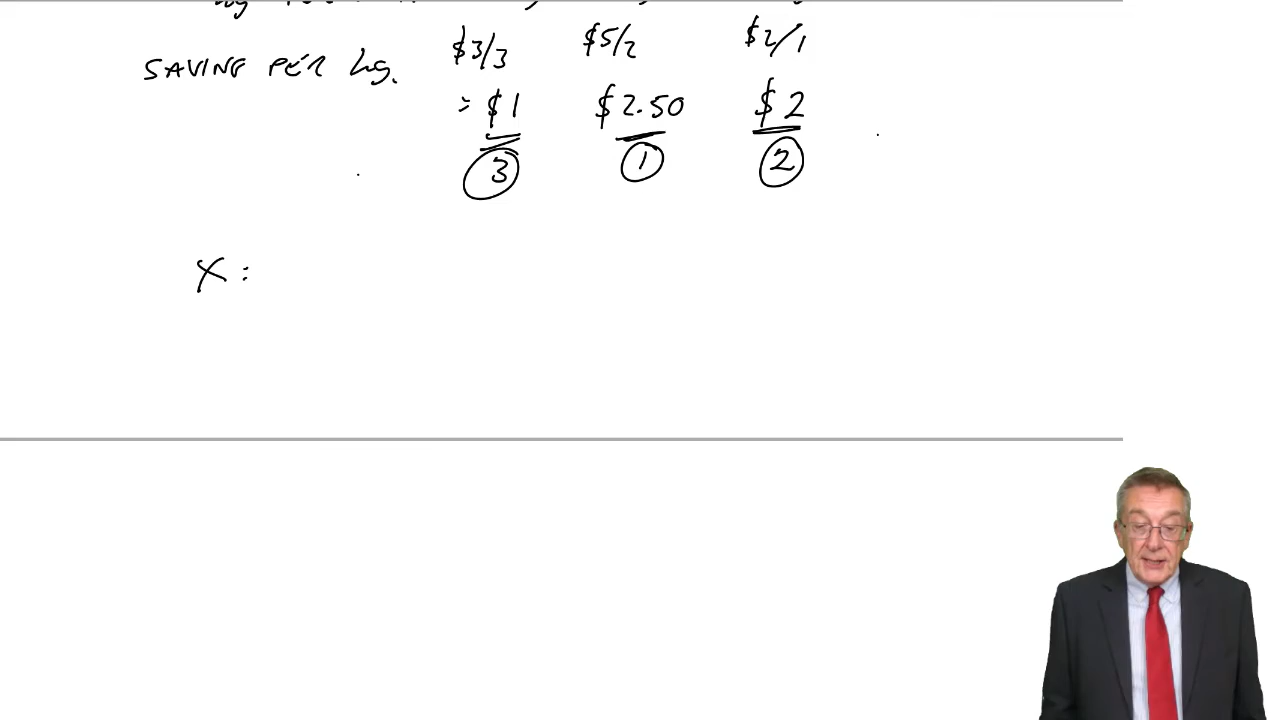 $3/3 $5/2 $2/1
SAVING PER kg.
= $1 $2.50 $2
3 1 2
X =